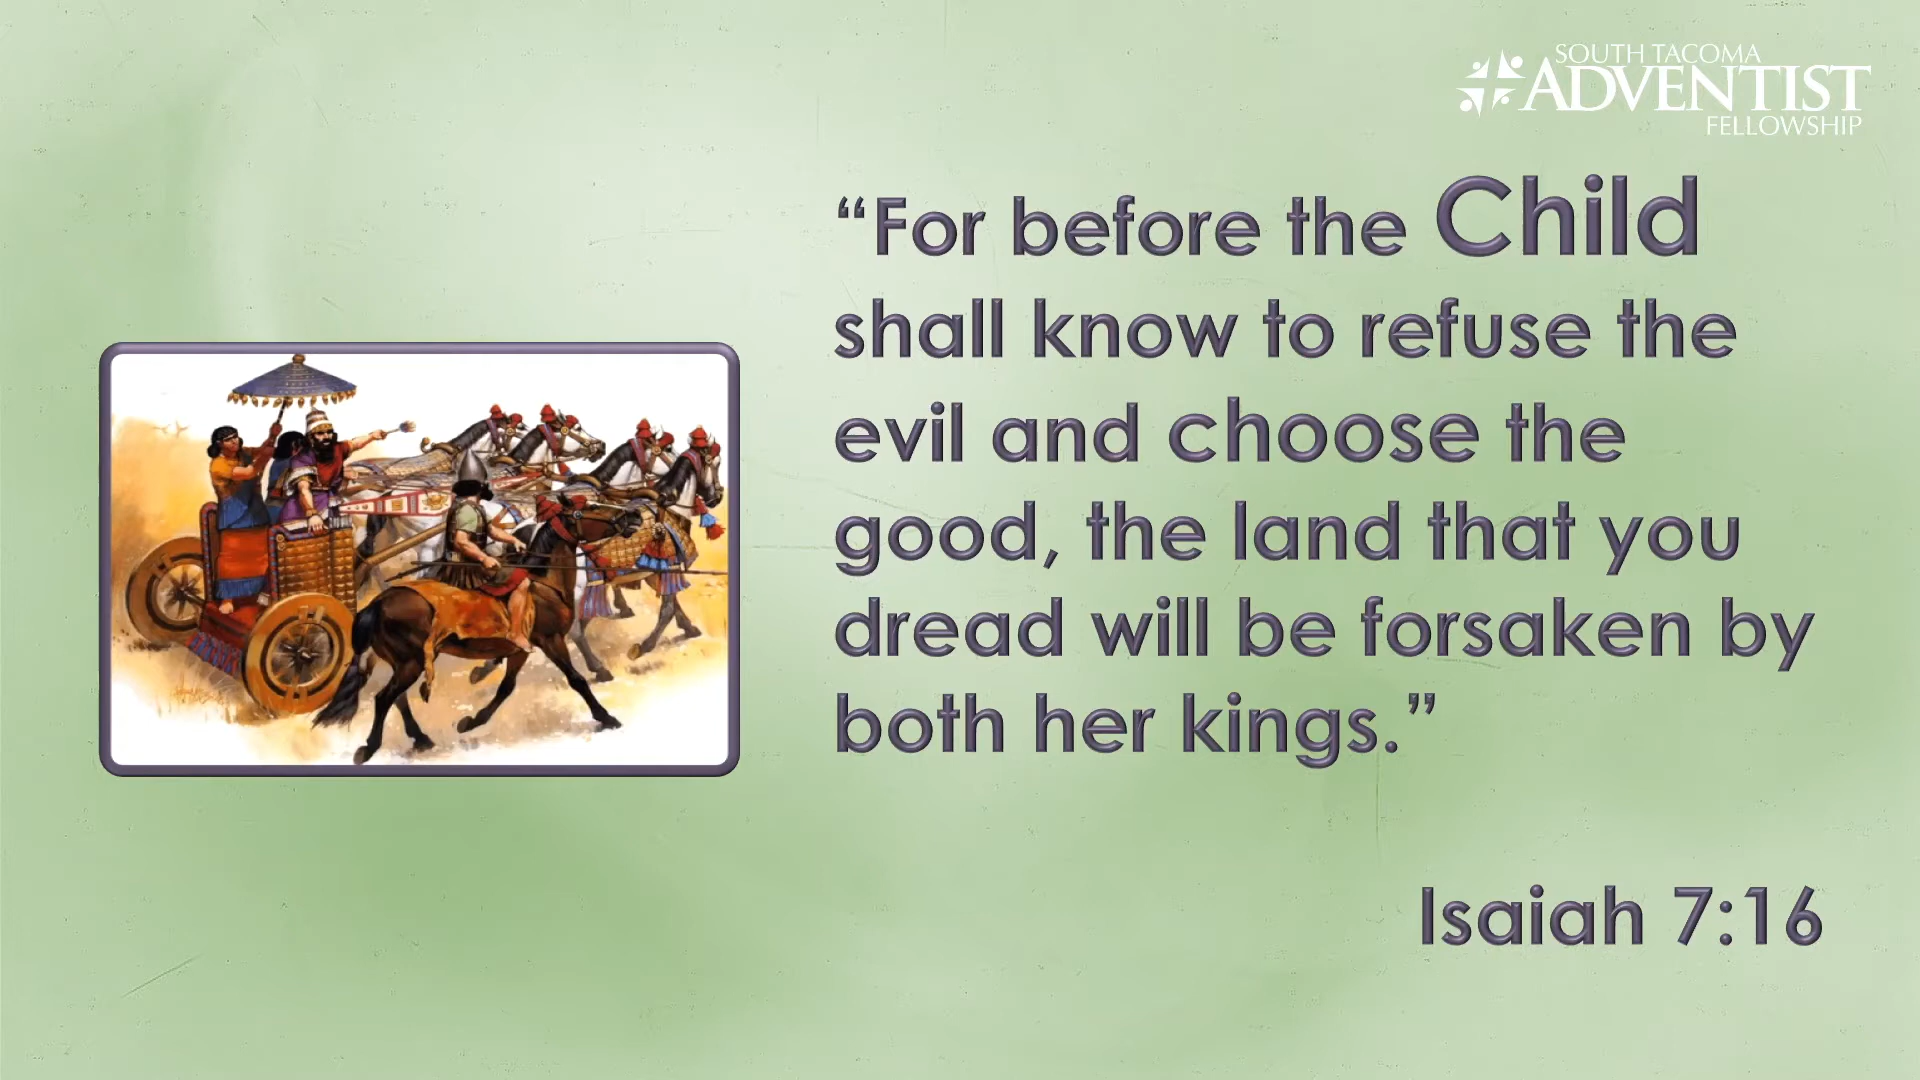 SOUTH TACOMA
ADVENTIST
FELLOWSHIP
“For before the Child
shall know to refuse the
evil and choose the
good, the land that you
dread will be forsaken by
both her kings.”
Isaiah 7:16